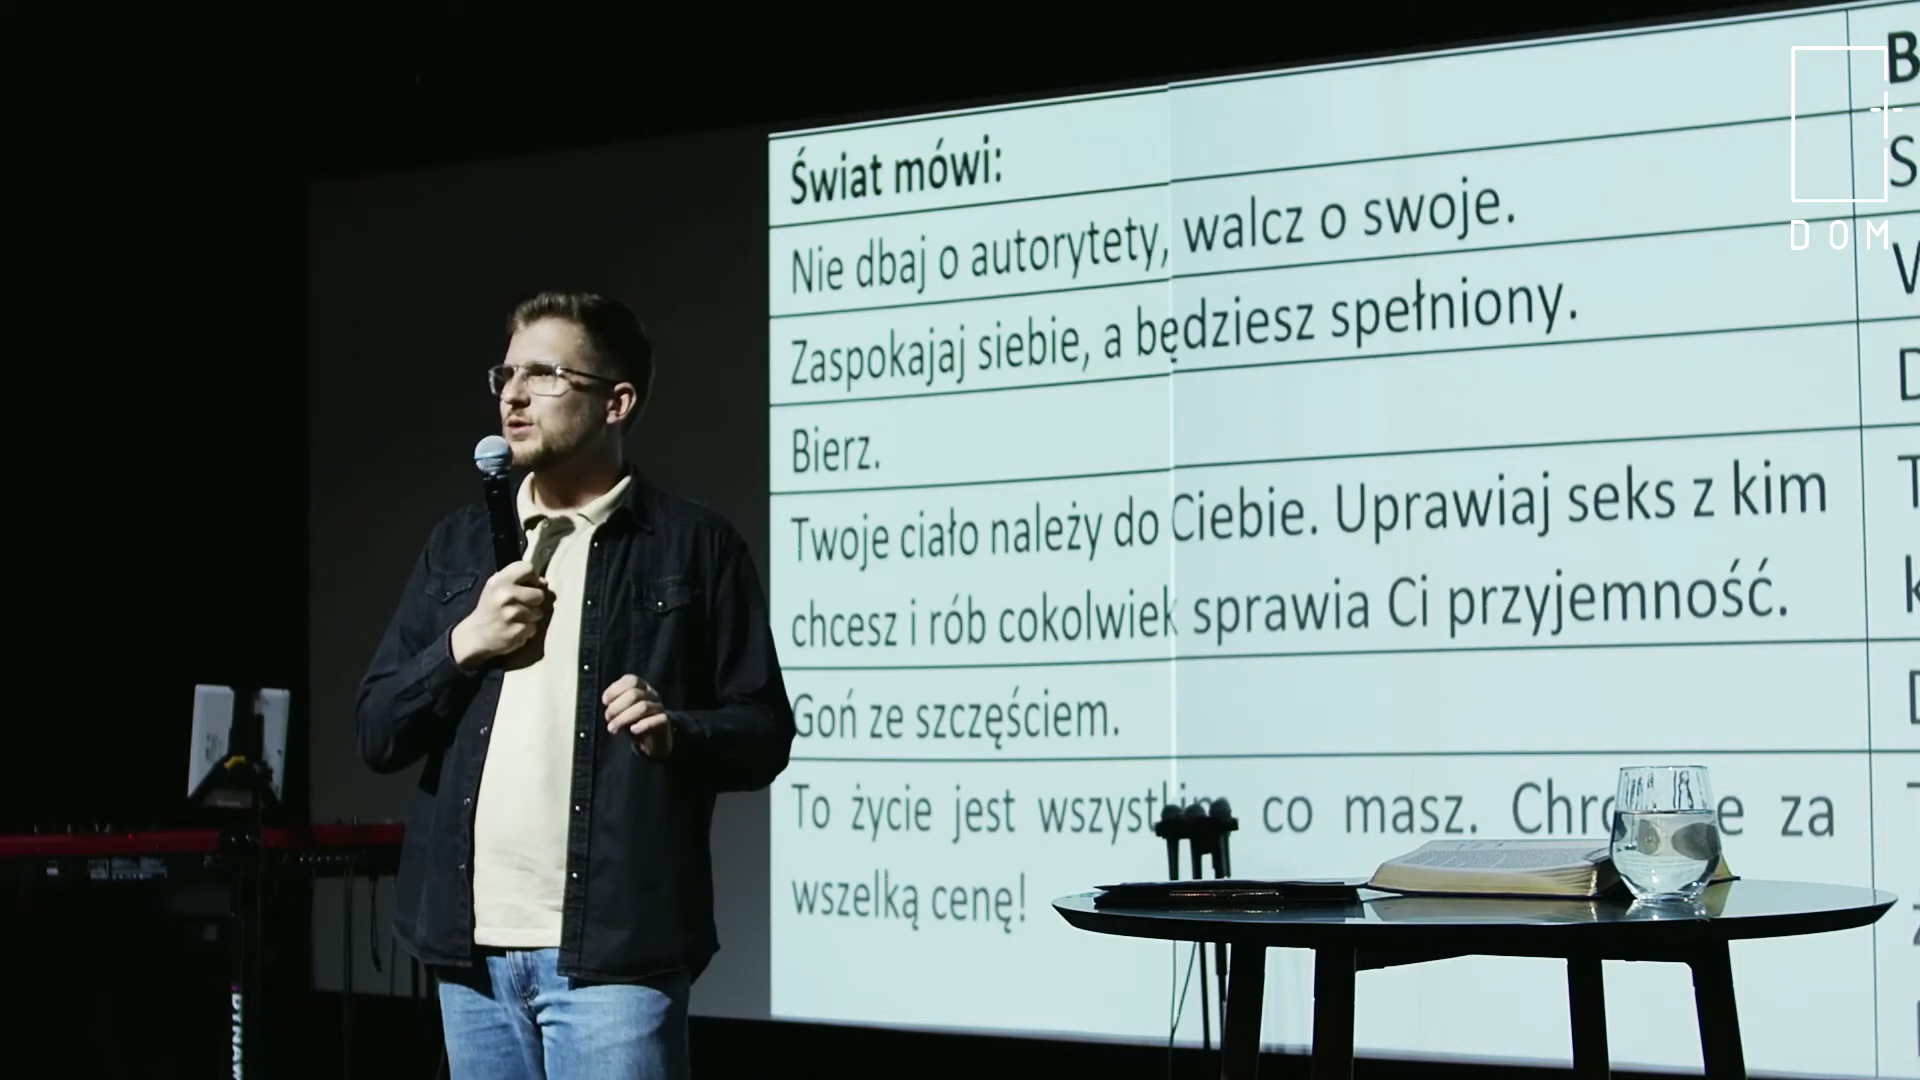 Świat mówi:
Nie dbaj o autorytety, walcz o swoje.
Zaspokajaj siebie, a będziesz spełniony.
Bierz.
Twoje ciało należy do Ciebie. Uprawiaj seks z kim
chcesz i rób cokolwiek sprawia Ci przyjemność.
Goń ze szczęściem.
To życie jest wszystkim co masz. za
wszelką cenę!
DOM